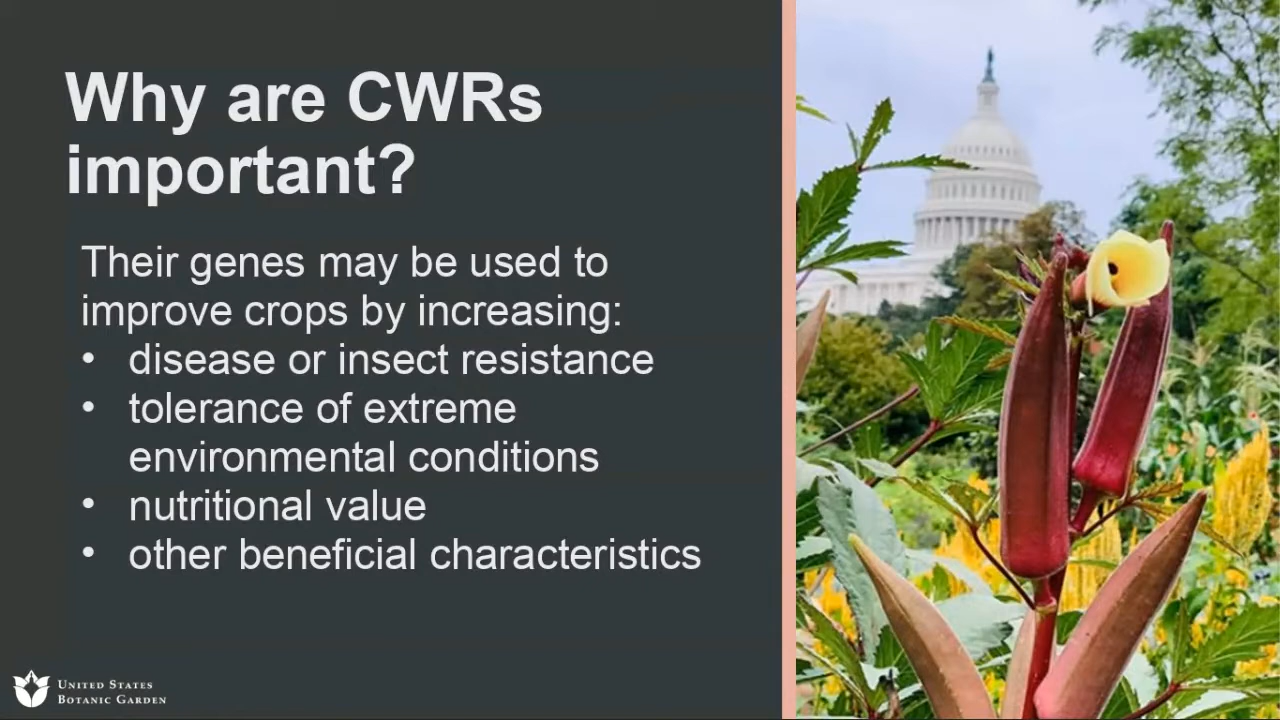 Why are CWRs
important?
Their genes may be used to
improve crops by increasing:
• disease or insect resistance
• tolerance of extreme
environmental conditions
• nutritional value
• other beneficial characteristics
United States
Botanic Garden